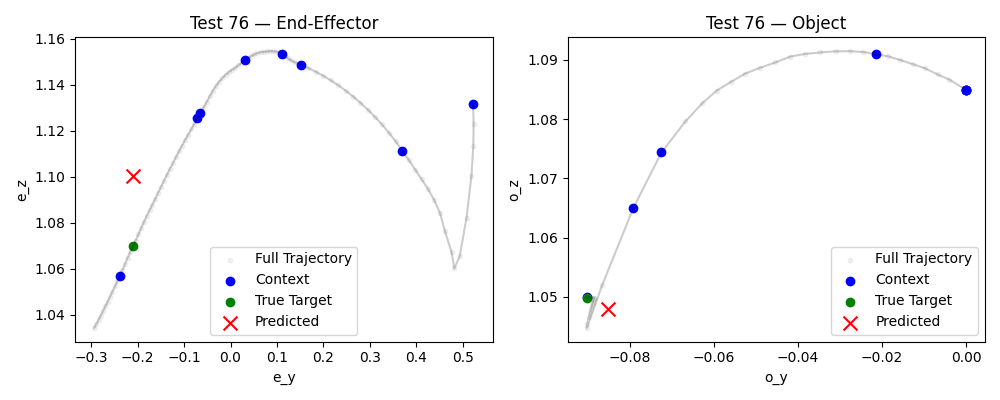 Test 76 — End-Effector
1.16
1.14
1.12
1.10
1.08
1.06
1.04
e_z
−0.3
−0.2
−0.1
0.0
0.1
0.2
0.3
0.4
0.5
e_y
Full Trajectory
Context
True Target
Predicted
Test 76 — Object
1.09
1.08
1.07
1.06
1.05
o_z
−0.08
−0.06
−0.04
−0.02
0.00
o_y
Full Trajectory
Context
True Target
Predicted